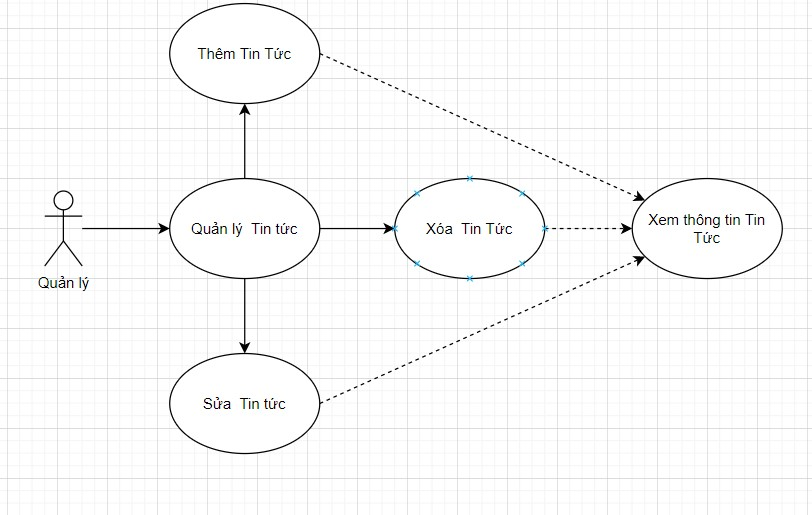 Thêm Tin Tức
Quản lý
Quản lý  Tin tức
Xóa  Tin Tức
Xem thông tin Tin
Tức
Sửa  Tin tức